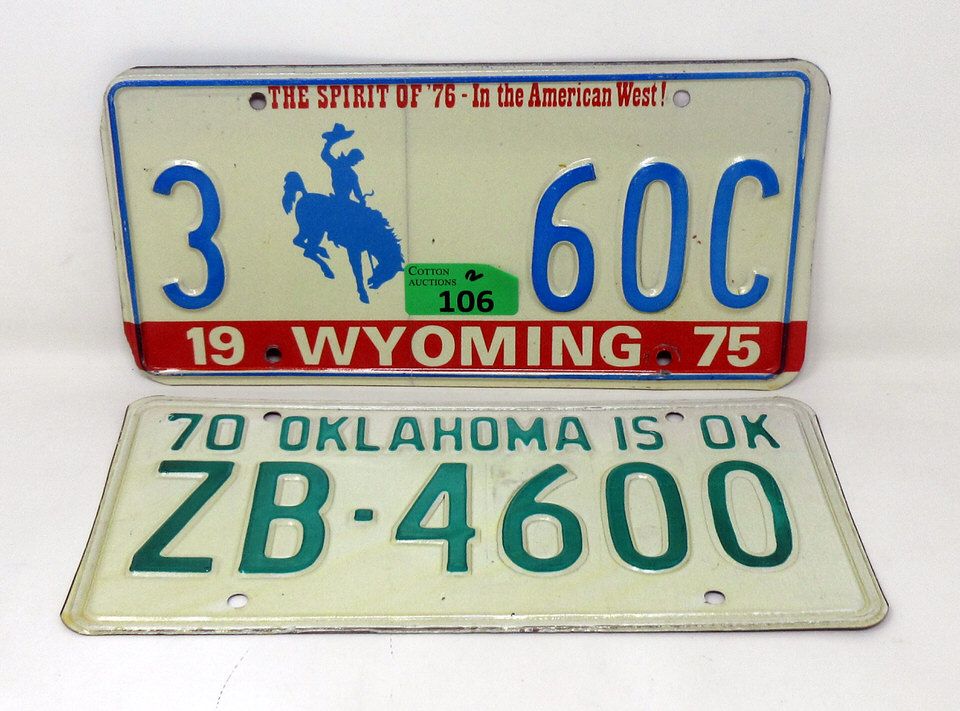 THE SPIRIT OF '76 - In the American West!
3 60C
COTTON 2
AUCTIONS
106
19 WYOMING 75
70 OKLAHOMA IS OK
ZB-4600